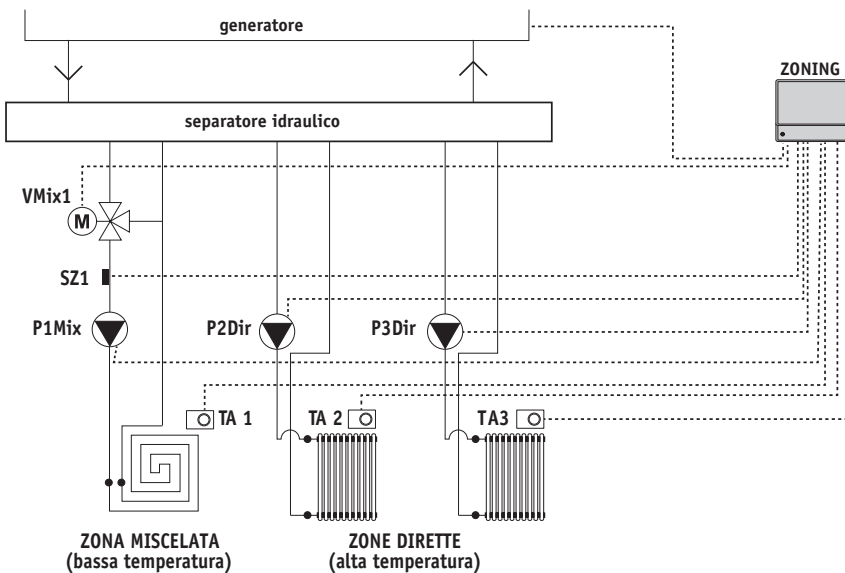 generatore
ZONING
separatore idraulico
VMix1
M
SZ1
P1Mix
P2Dir
P3Dir
TA 1
TA 2
TA3
ZONA MISCELATA
(bassa temperatura)
ZONE DIRETTE
(alta temperatura)